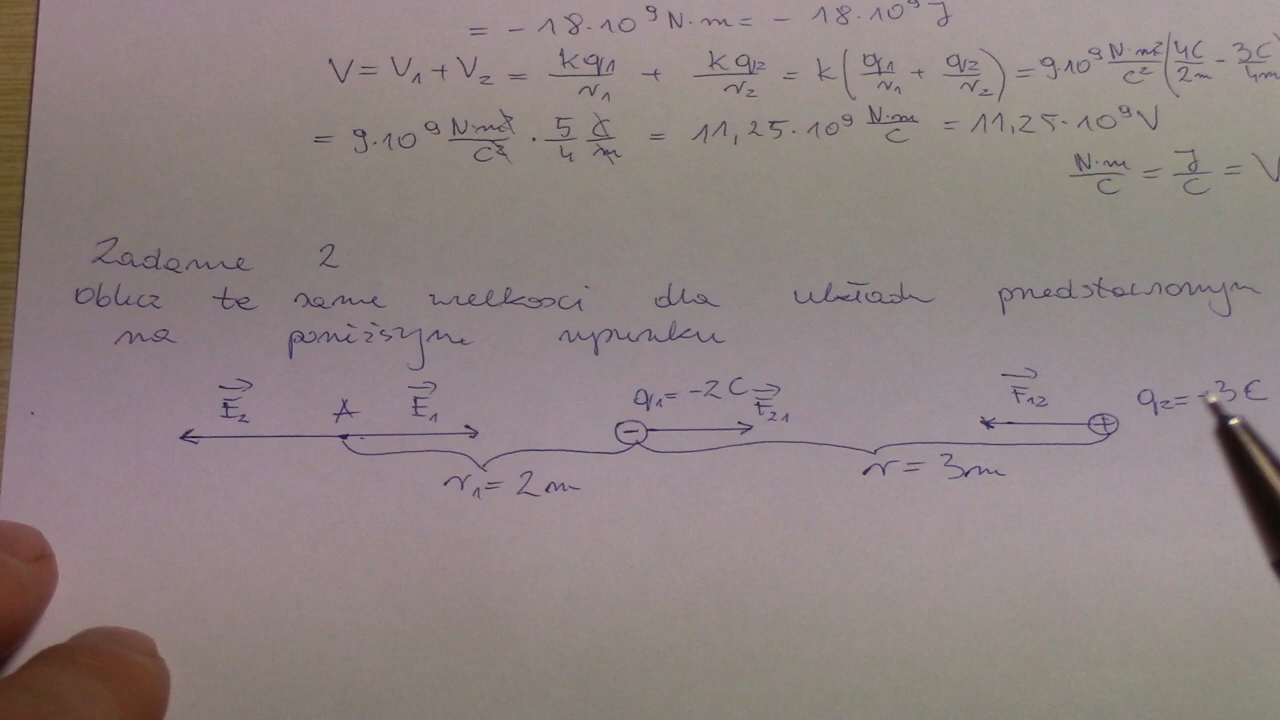 = - 18·10⁹ N·m = - 18·10⁹ J
V = V₁ + V₂ = kq₁/r₁ + kq₂/r₂ = k(q₁/r₁ + q₂/r₂) = 9·10⁹ N·m²/C² (4C/2m - 3C/4m
= 9·10⁹ N·m²/C² · 5/4 C/m = 11,25·10⁹ N·m/C = 11,25·10⁹ V
N·m/C = J/C = V
Zadanie 2
Oblicz te same wielkości dla układu przedstawionym
na poniższym rysunku
E₂ A E₁ q₁ = -2C F₂₁ F₁₂ q₂ = 3C
r₁ = 2m r = 3m